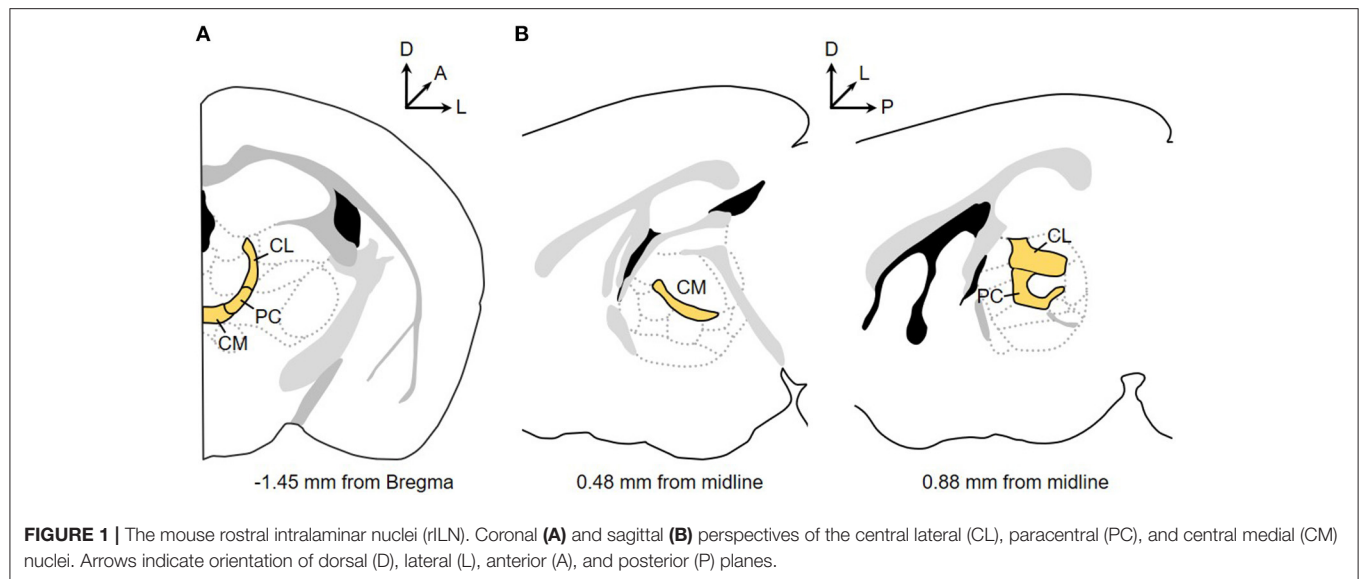 A
B
D
A
L
D
L
P
CL
PC
CM
CM
CL
PC
-1.45 mm from Bregma
0.48 mm from midline
0.88 mm from midline
FIGURE 1 | The mouse rostral intralaminar nuclei (rILN). Coronal (A) and sagittal (B) perspectives of the central lateral (CL), paracentral (PC), and central medial (CM)
nuclei. Arrows indicate orientation of dorsal (D), lateral (L), anterior (A), and posterior (P) planes.